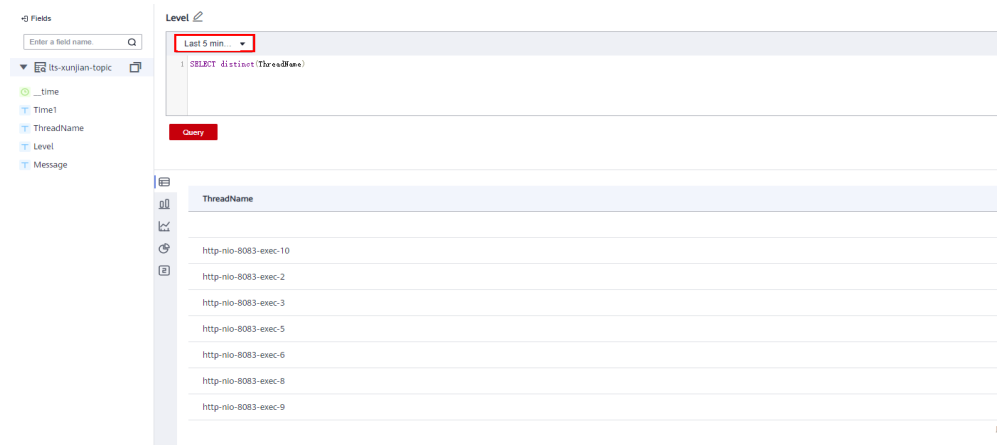 Fields
Enter a field name.
lts-xunjian-topic
__time
Time1
ThreadName
Level
Message
Level
Last 5 min...
1 SELECT distinct(ThreadName)
Query
ThreadName
http-nio-8083-exec-10
http-nio-8083-exec-2
http-nio-8083-exec-3
http-nio-8083-exec-5
http-nio-8083-exec-6
http-nio-8083-exec-8
http-nio-8083-exec-9